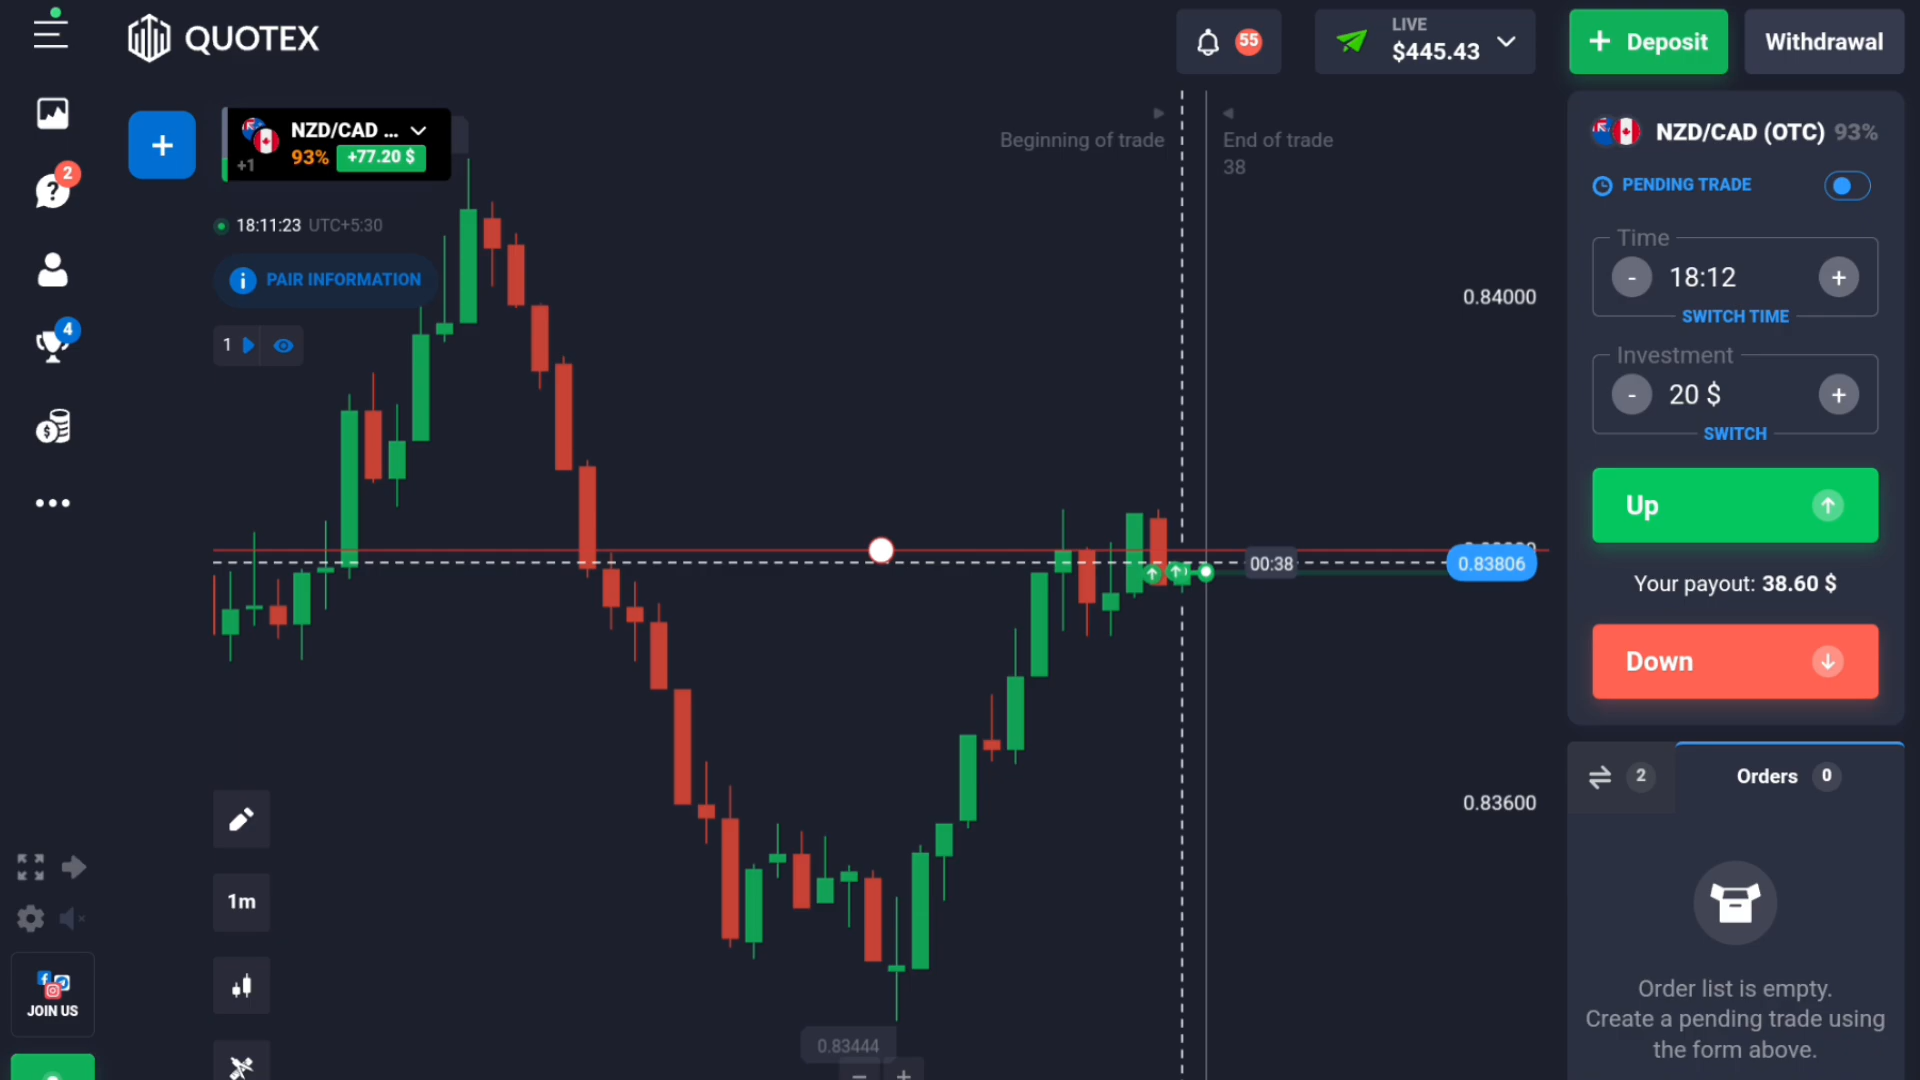 QUOTEX
55
LIVE
$445.43
+ Deposit
Withdrawal
+
NZD/CAD ...
+1
93%
+77.20 $
Beginning of trade
End of trade
38
NZD/CAD (OTC) 93%
2
PENDING TRADE
18:11:23 UTC+5:30
Time
- 18:12 +
SWITCH TIME
PAIR INFORMATION
0.84000
4
1
Investment
- 20 $ +
SWITCH
Up
00:38
0.83806
Your payout: 38.60 $
Down
2
Orders 0
0.83600
1m
JOIN US
Order list is empty.
Create a pending trade using
the form above.
0.83444
− +